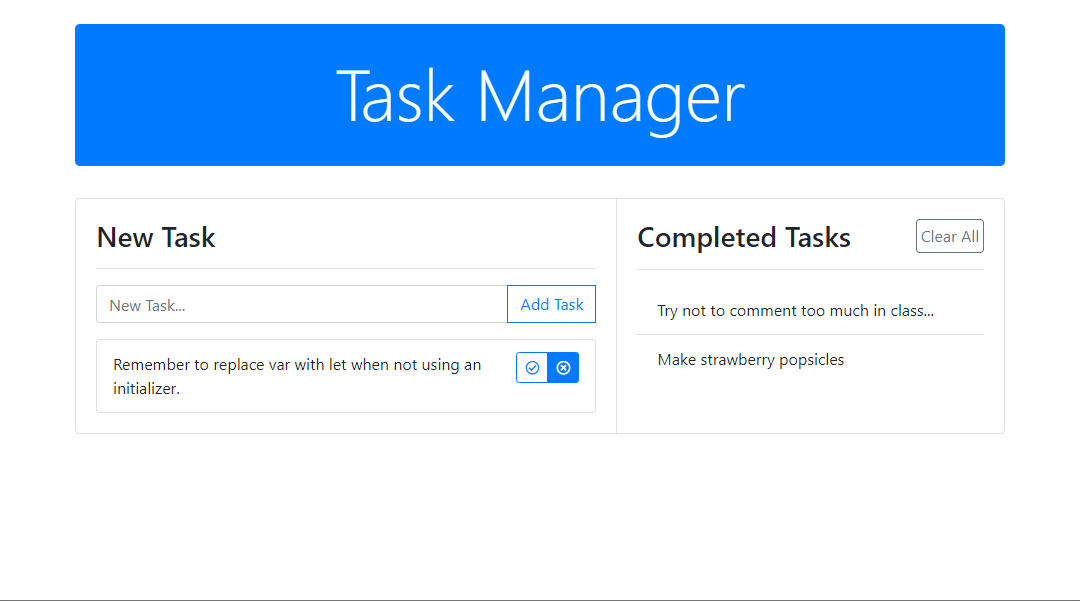 Task Manager
New Task
New Task...
Add Task
Remember to replace var with let when not using an
initializer.
Completed Tasks
Clear All
Try not to comment too much in class...
Make strawberry popsicles